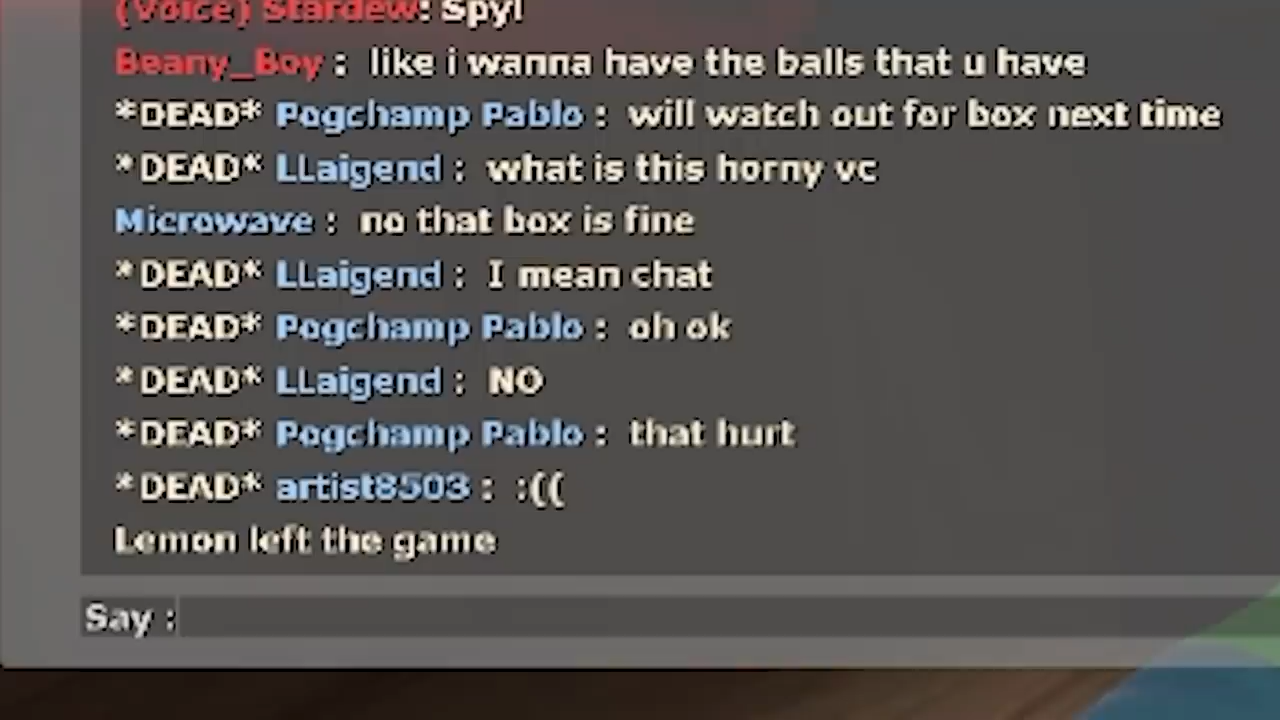 (Voice) Stardew: Spy!
Beany_Boy :  like i wanna have the balls that u have
*DEAD* Pogchamp Pablo :  will watch out for box next time
*DEAD* LLaigend :  what is this horny vc
Microwave :  no that box is fine
*DEAD* LLaigend :  I mean chat
*DEAD* Pogchamp Pablo :  oh ok
*DEAD* LLaigend :  NO
*DEAD* Pogchamp Pablo :  that hurt
*DEAD* artist8503 :  :((
Lemon left the game
Say :